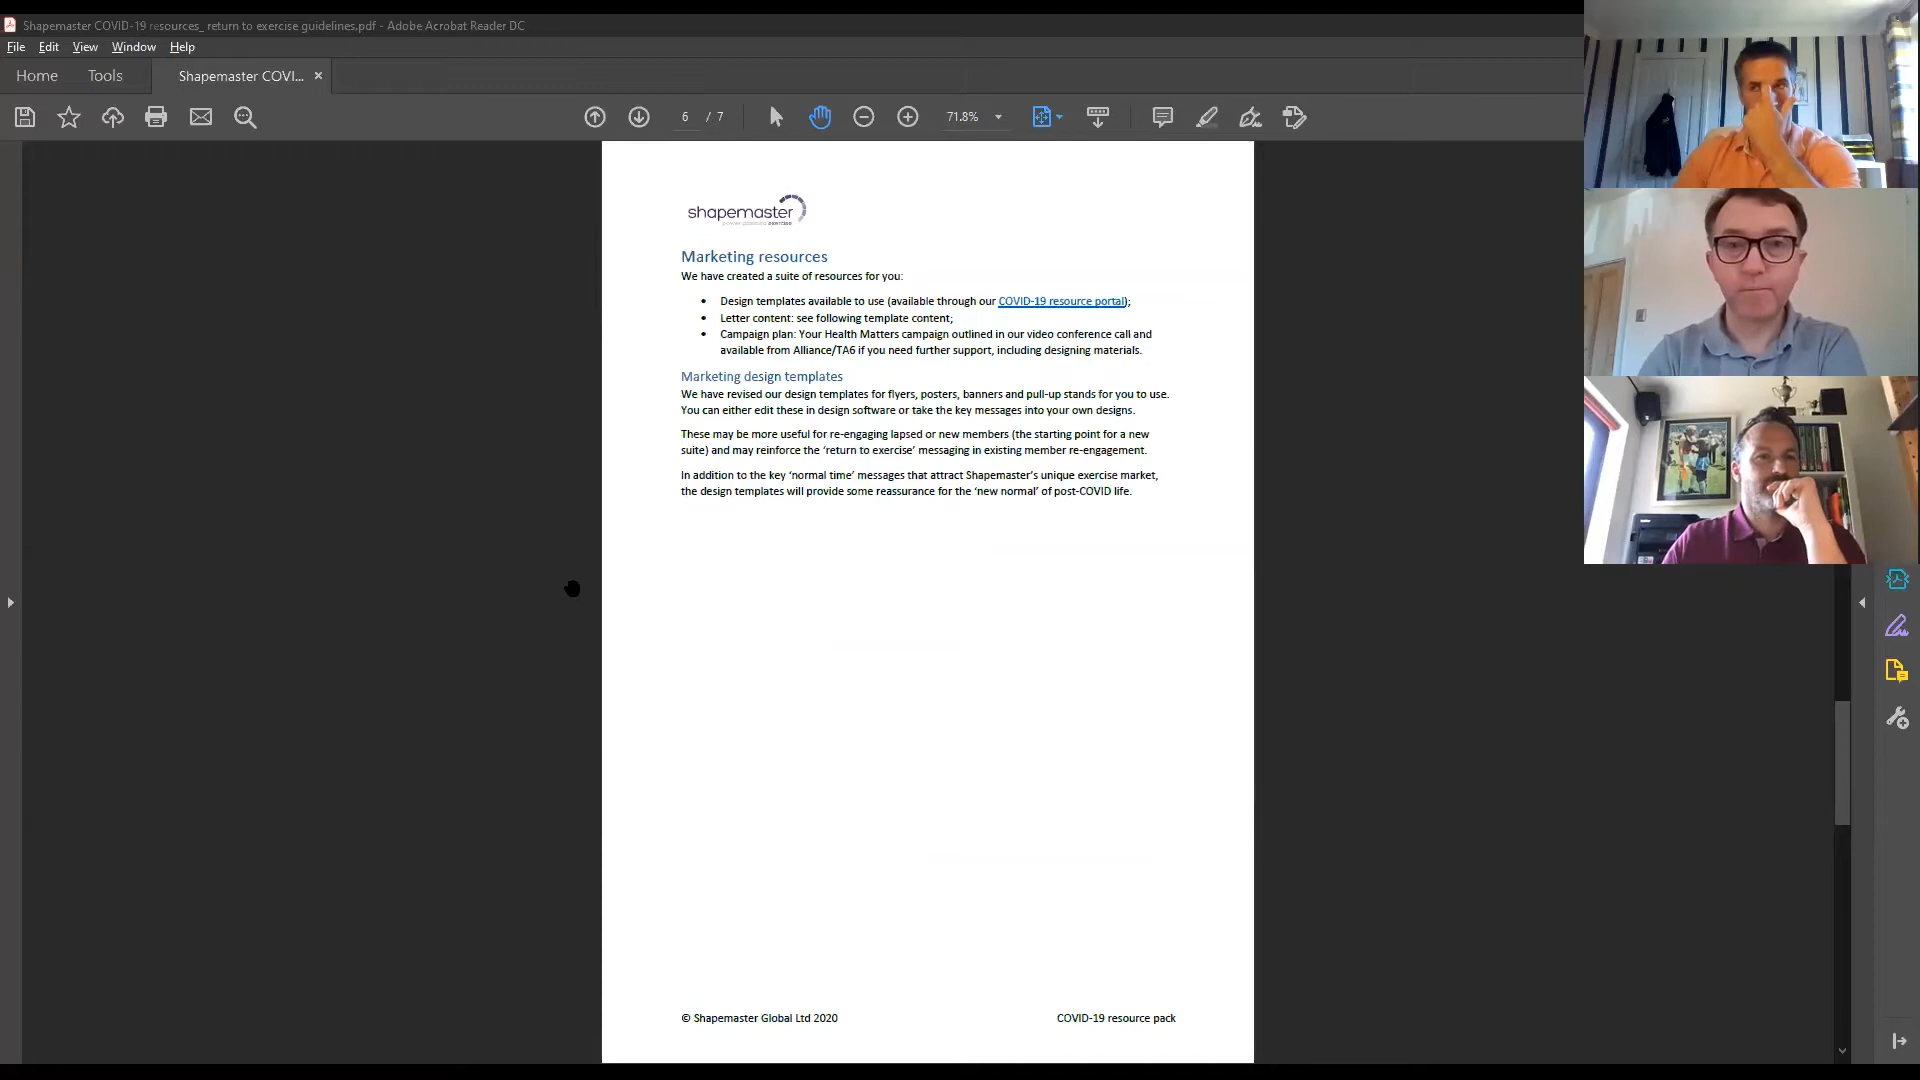 Shapemaster COVID-19 resources_ return to exercise guidelines.pdf - Adobe Acrobat Reader DC
File Edit View Window Help
Home Tools Shapemaster COVI... ×
6 / 7 71.8%
shapemaster
power assisted exercise
Marketing resources
We have created a suite of resources for you:
• Design templates available to use (available through our COVID-19 resource portal);
• Letter content: see following template content;
• Campaign plan: Your Health Matters campaign outlined in our video conference call and
available from Alliance/TA6 if you need further support, including designing materials.
Marketing design templates
We have revised our design templates for flyers, posters, banners and pull-up stands for you to use.
You can either edit these in design software or take the key messages into your own designs.
These may be more useful for re-engaging lapsed or new members (the starting point for a new
suite) and may reinforce the ‘return to exercise’ messaging in existing member re-engagement.
In addition to the key ‘normal time’ messages that attract Shapemaster’s unique exercise market,
the design templates will provide some reassurance for the ‘new normal’ of post-COVID life.
© Shapemaster Global Ltd 2020 COVID-19 resource pack